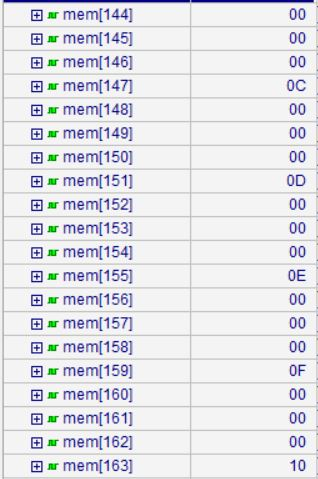 mem[144] 00
mem[145] 00
mem[146] 00
mem[147] 0C
mem[148] 00
mem[149] 00
mem[150] 00
mem[151] 0D
mem[152] 00
mem[153] 00
mem[154] 00
mem[155] 0E
mem[156] 00
mem[157] 00
mem[158] 00
mem[159] 0F
mem[160] 00
mem[161] 00
mem[162] 00
mem[163] 10